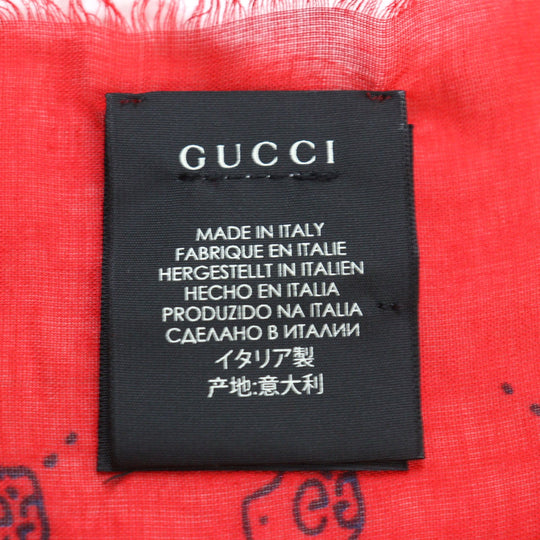 GUCCI
MADE IN ITALY
FABRIQUE EN ITALIE
HERGESTELLT IN ITALIEN
HECHO EN ITALIA
PRODUZIDO NA ITALIA
СДЕЛАНО В ИТАЛИИ
イタリア製
产地:意大利